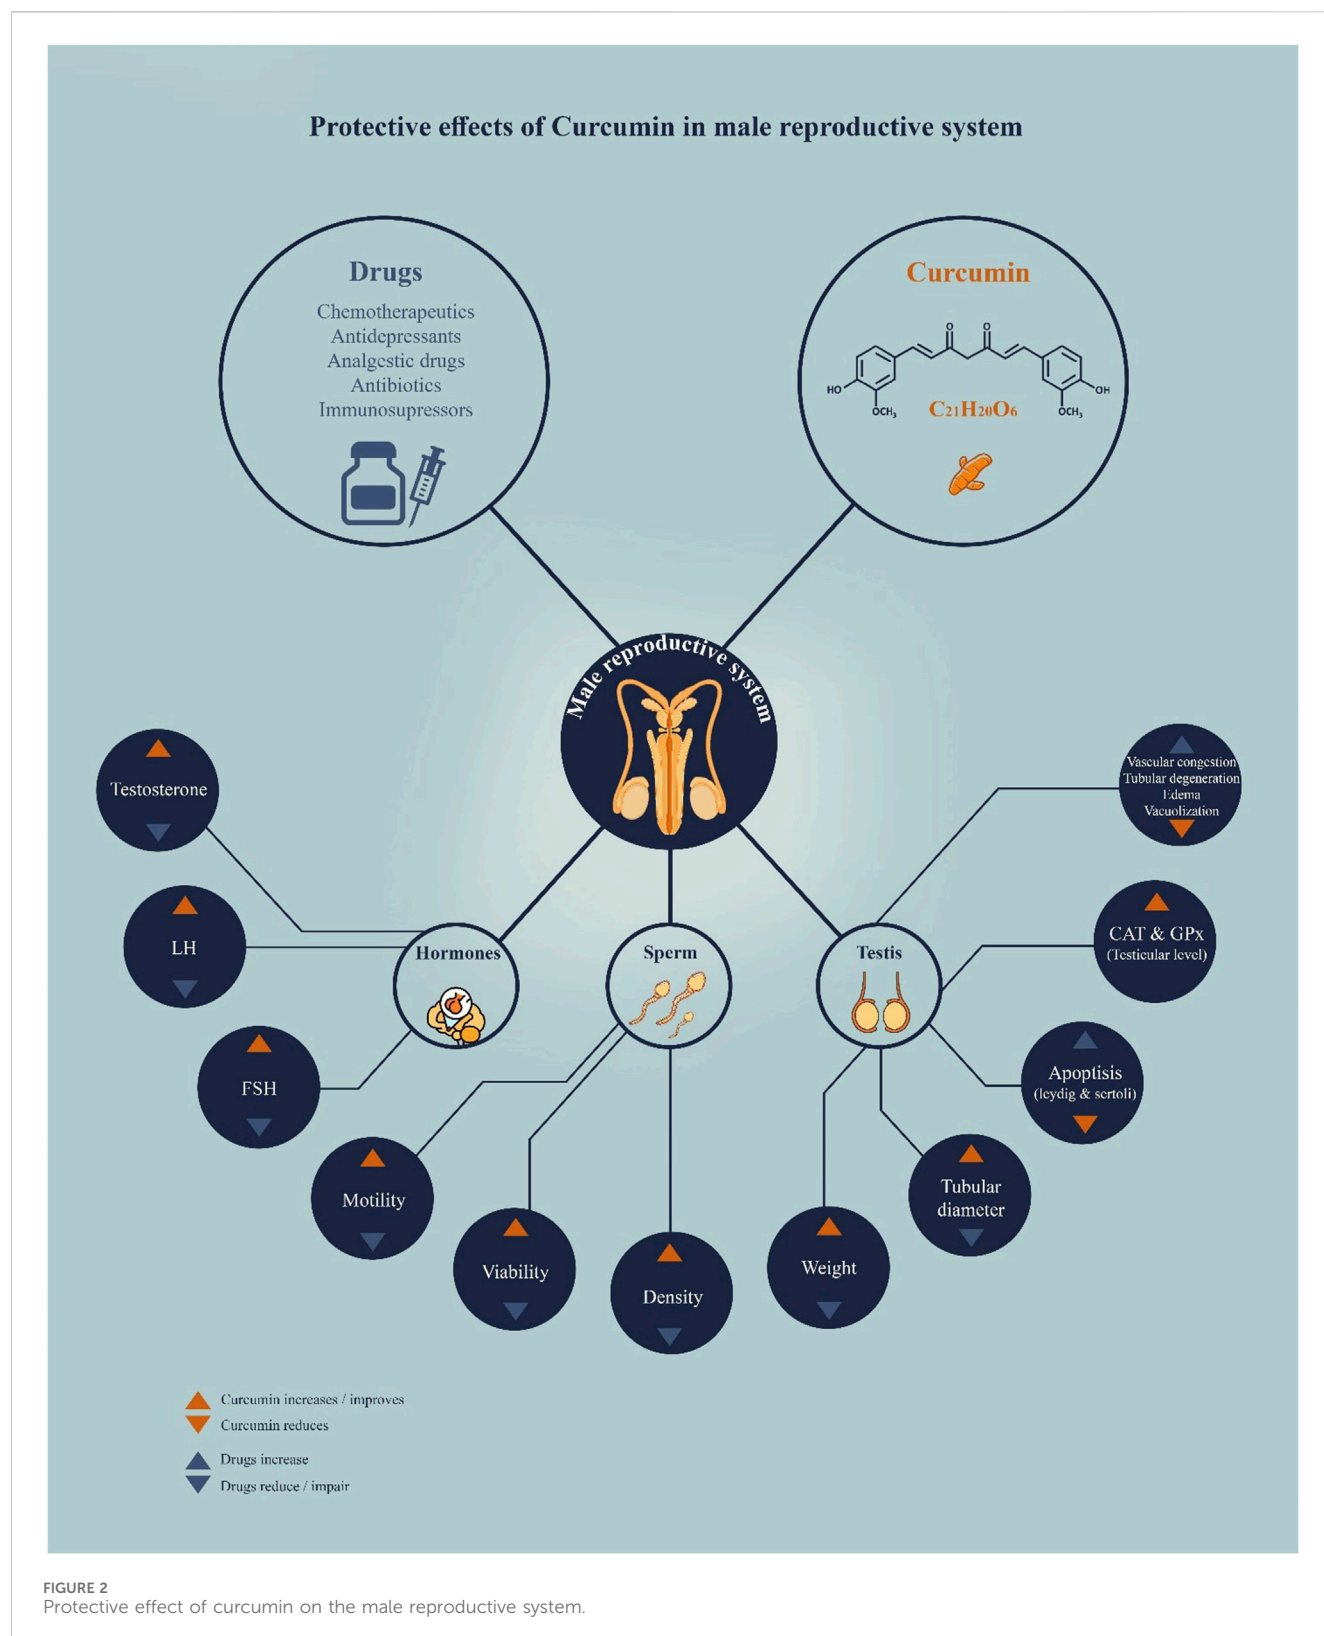 Protective effects of Curcumin in male reproductive system
Drugs
Chemotherapeutics
Antidepressants
Analgestic drugs
Antibiotics
Immunosupressors
Curcumin
O O
HO
OCH₃
OH
OCH₃
C₂₁H₂₀O₆
Male reproductive system
Testosterone
LH
FSH
Hormones
Sperm
Testis
Motility
Viability
Density
Weight
Tubular
diameter
Apoptisis
(leydig & sertoli)
CAT & GPx
(Testicular level)
Vascular congestion
Tubular degeneration
Edema
Vacuolization
Curcumin increases / improves
Curcumin reduces
Drugs increase
Drugs reduce / impair
FIGURE 2
Protective effect of curcumin on the male reproductive system.